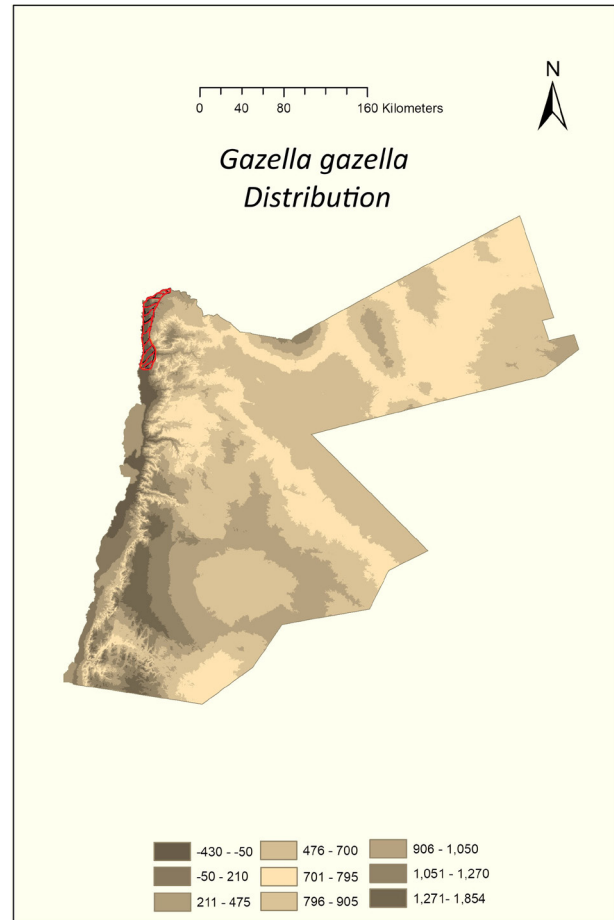 N
0 40 80 160 Kilometers
Gazella gazella
Distribution
-430 - -50 476 - 700 906 - 1,050
-50 - 210 701 - 795 1,051 - 1,270
211 - 475 796 - 905 1,271- 1,854